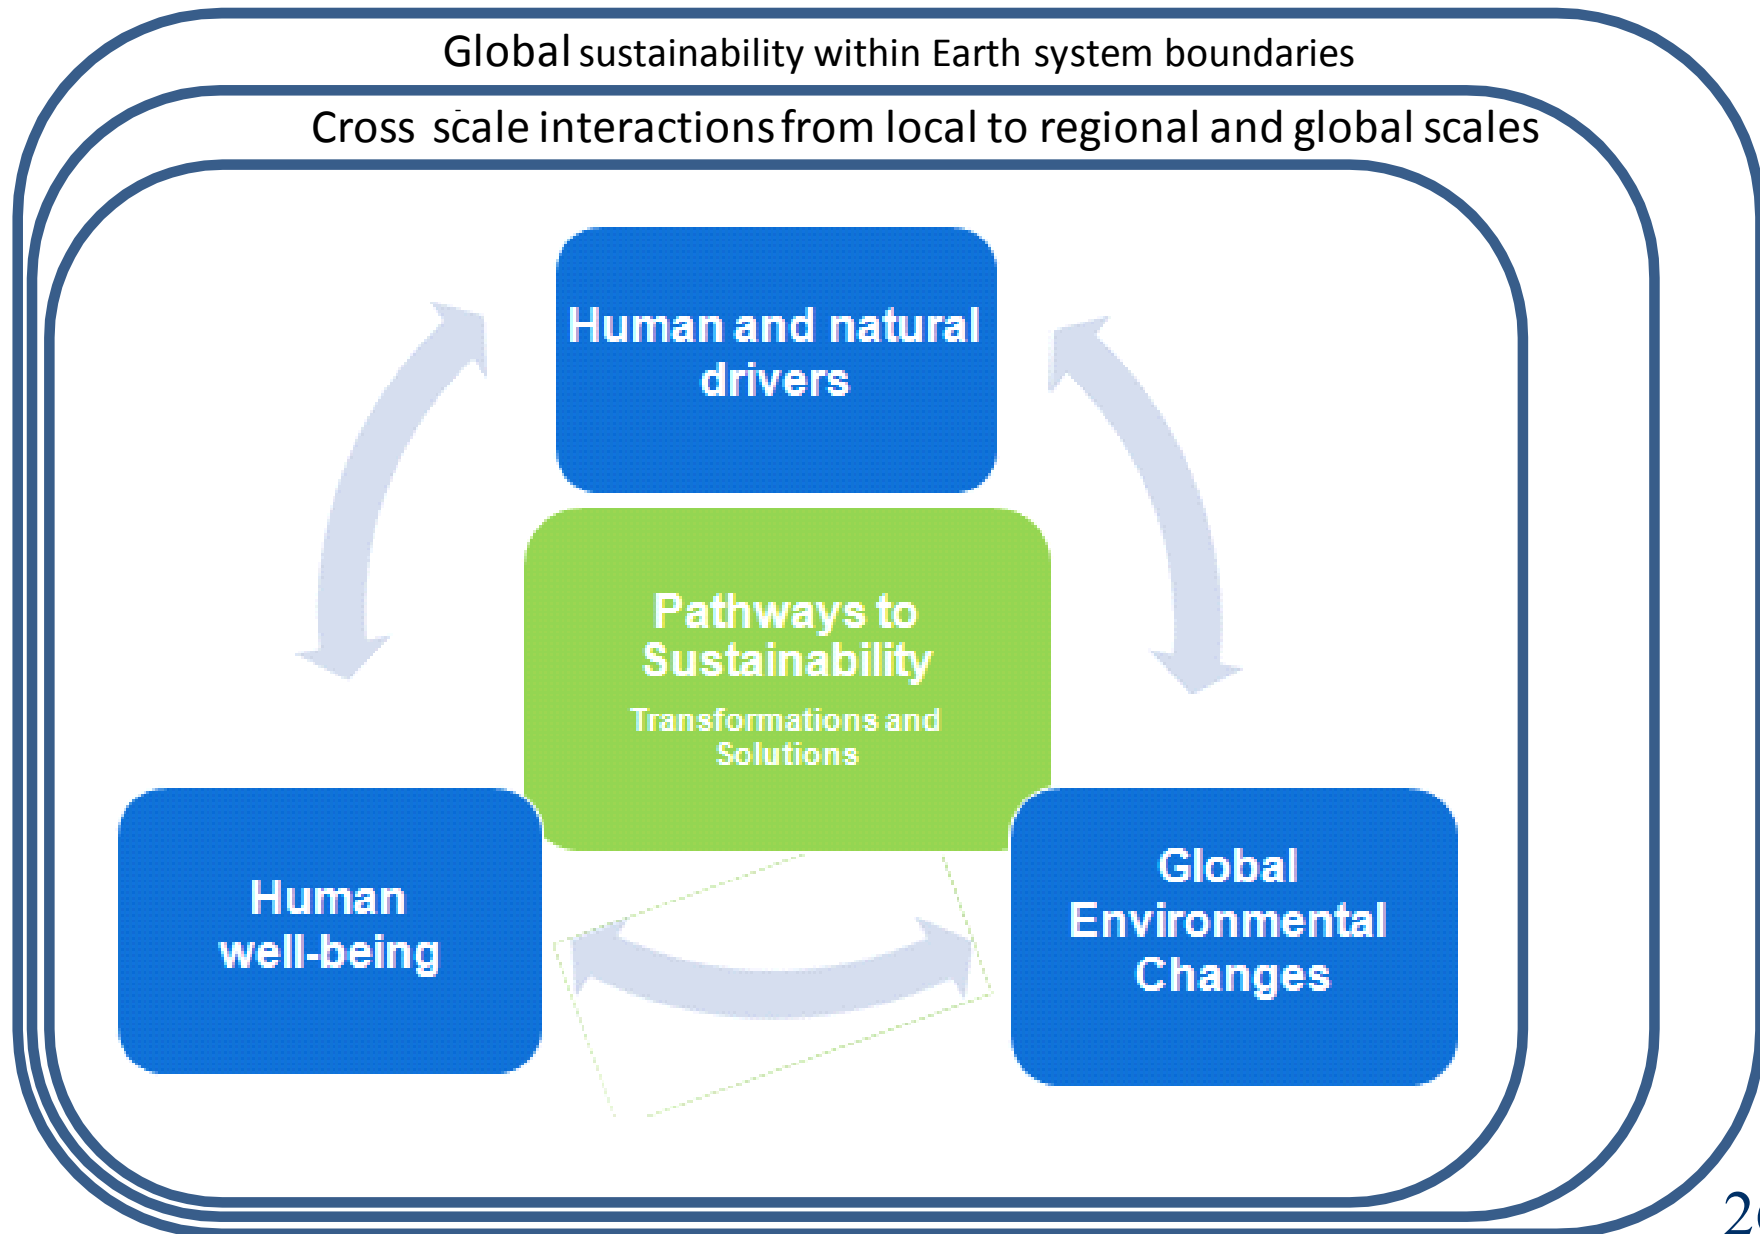 Global sustainability within Earth system boundaries
Cross scale interactions from local to regional and global scales
Human and natural
drivers
Pathways to
Sustainability
Transformations and
Solutions
Human
well-being
Global
Environmental
Changes